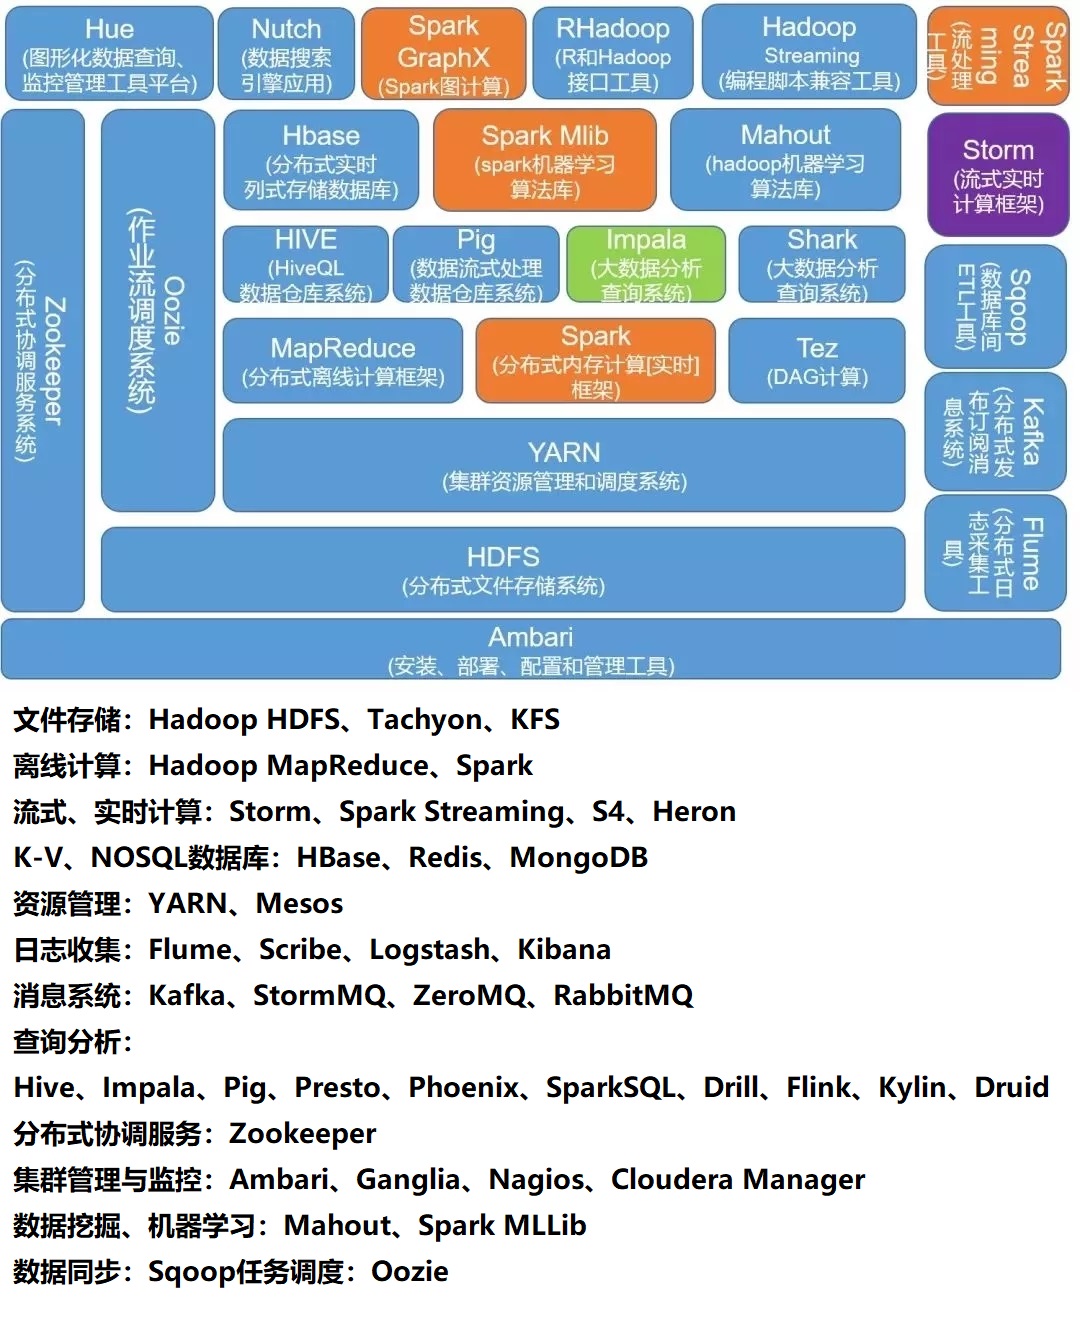 Hue
(图形化数据查询、
监控管理工具平台)
Nutch
(数据搜索
引擎应用)
Spark
GraphX
(Spark图计算)
RHadoop
(R和Hadoop
接口工具)
Hadoop
Streaming
(编程脚本兼容工具)
Spark
Strea
ming
(流处理
工具)
Zookeeper
(分布式协调服务系统)
Oozie
(作业流调度系统)
Hbase
(分布式实时
列式存储数据库)
Spark Mlib
(spark机器学习
算法库)
Mahout
(hadoop机器学习
算法库)
Storm
(流式实时
计算框架)
HIVE
(HiveQL
数据仓库系统)
Pig
(数据流式处理
数据仓库系统)
Impala
(大数据分析
查询系统)
Shark
(大数据分析
查询系统)
Sqoop
(数据库间
ETL工具)
MapReduce
(分布式离线计算框架)
Spark
(分布式内存计算[实时]
框架)
Tez
(DAG计算)
Kafka
(分布式发
布订阅消
息系统)
YARN
(集群资源管理和调度系统)
Flume
(分布式日
志采集工
具)
HDFS
(分布式文件存储系统)
Ambari
(安装、部署、配置和管理工具)
文件存储：Hadoop HDFS、Tachyon、KFS
离线计算：Hadoop MapReduce、Spark
流式、实时计算：Storm、Spark Streaming、S4、Heron
K-V、NOSQL数据库：HBase、Redis、MongoDB
资源管理：YARN、Mesos
日志收集：Flume、Scribe、Logstash、Kibana
消息系统：Kafka、StormMQ、ZeroMQ、RabbitMQ
查询分析：
Hive、Impala、Pig、Presto、Phoenix、SparkSQL、Drill、Flink、Kylin、Druid
分布式协调服务：Zookeeper
集群管理与监控：Ambari、Ganglia、Nagios、Cloudera Manager
数据挖掘、机器学习：Mahout、Spark MLLib
数据同步：Sqoop任务调度：Oozie